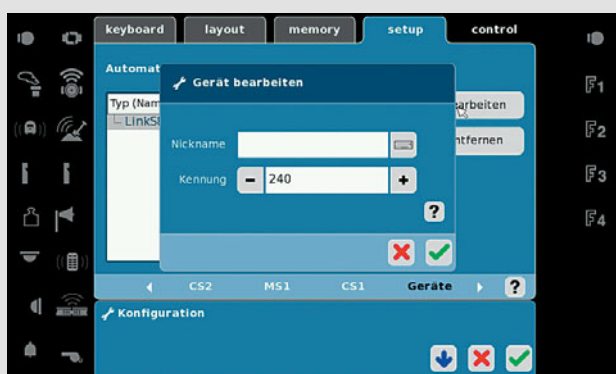 keyboard layout memory setup control
Automat
Gerät bearbeiten
Typ (Nam
arbeiten
LinkS
Nickname
ntfernen
Kennung - 240 +
?
CS2 MS1 CS1 Geräte ?
Konfiguration
F1
F2
F3
F4